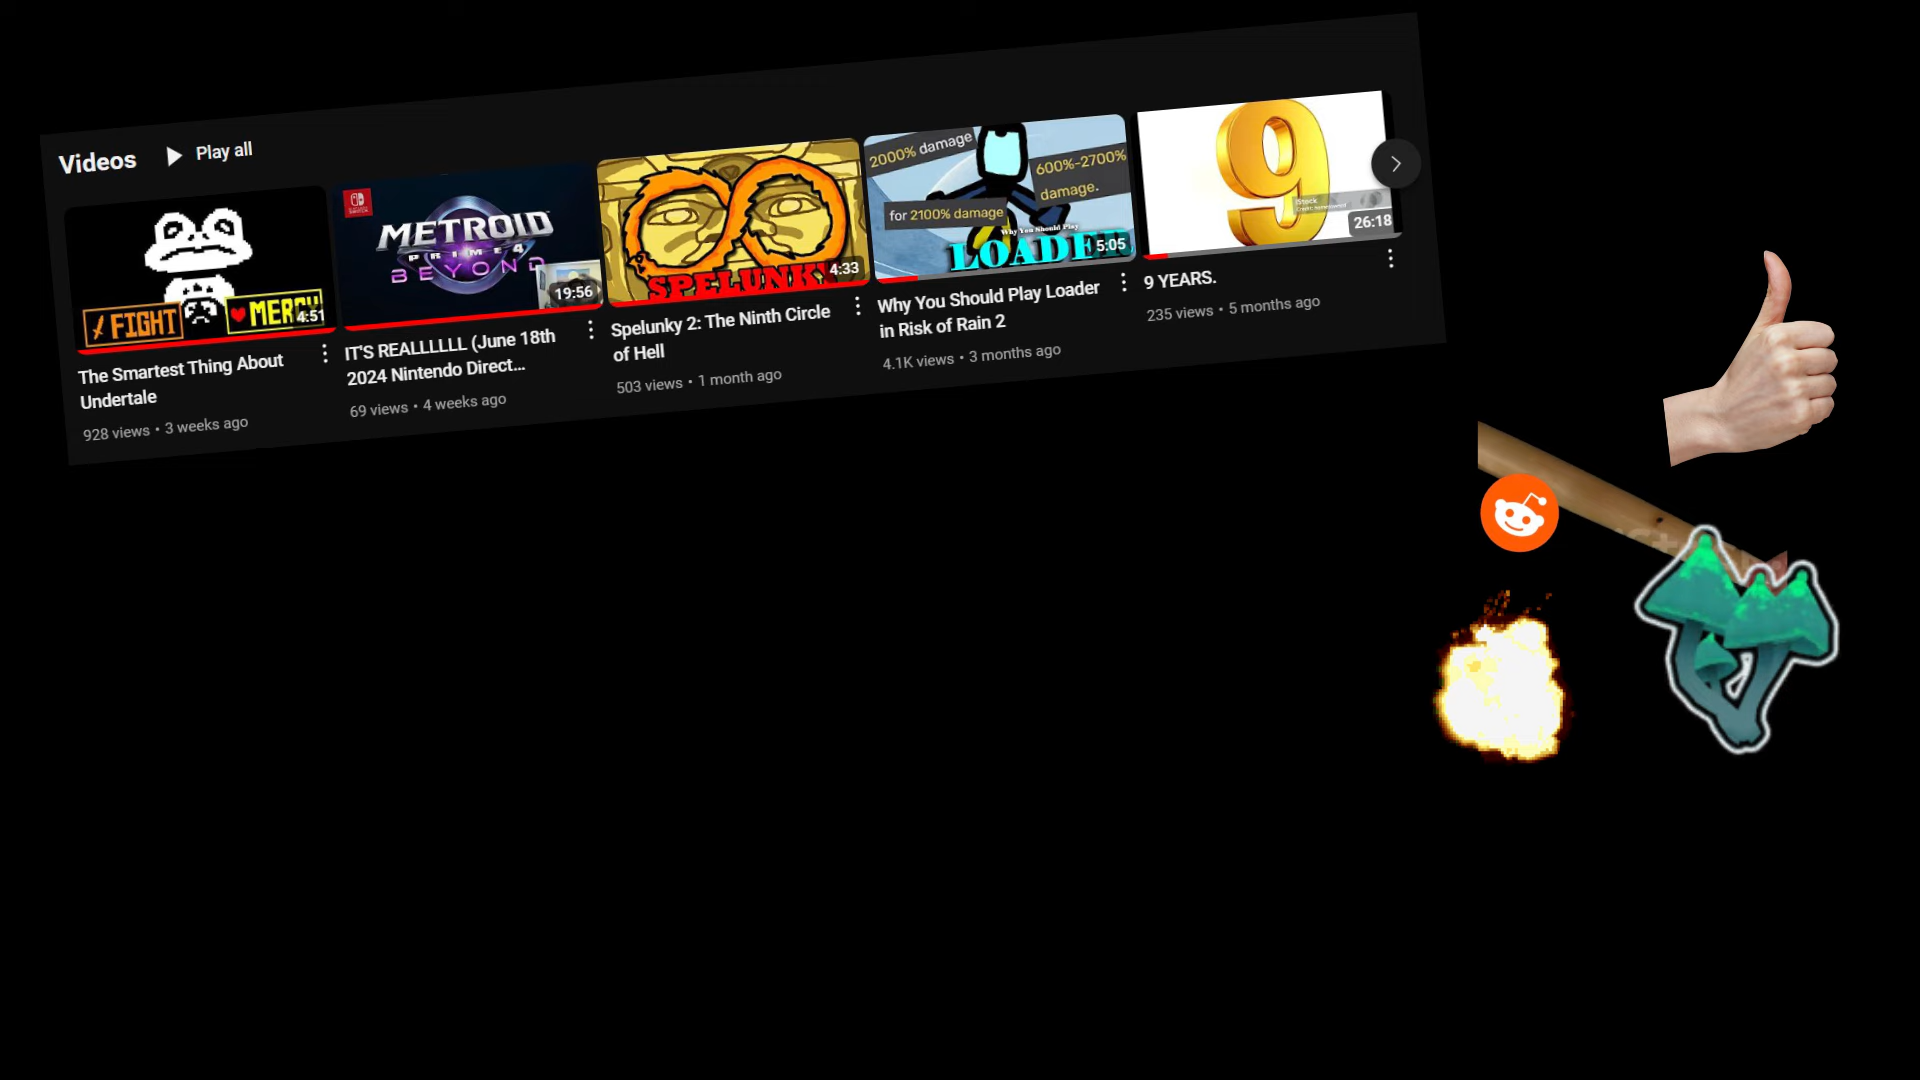 Videos
Play all
FIGHT
MERCY
4:51
The Smartest Thing About
Undertale
928 views • 3 weeks ago
METROID
PRIME 4
BEYOND
19:56
IT'S REALLLLLL (June 18th
2024 Nintendo Direct...
69 views • 4 weeks ago
SPELUNKY
4:33
Spelunky 2: The Ninth Circle
of Hell
503 views • 1 month ago
2000% damage
600%-2700%
damage.
for 2100% damage
Why You Should Play
LOADER
5:05
Why You Should Play Loader
in Risk of Rain 2
4.1K views • 3 months ago
9
iStock
26:18
9 YEARS.
235 views • 5 months ago